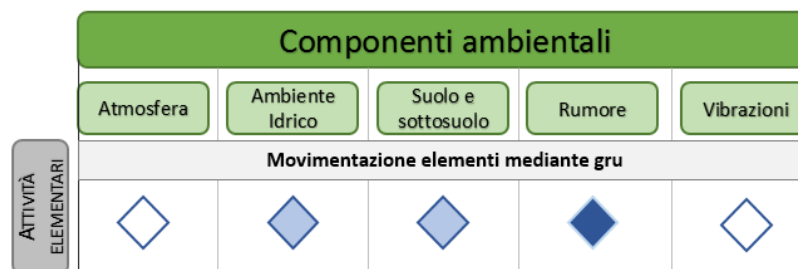 Componenti ambientali
Atmosfera
Ambiente
Idrico
Suolo e
sottosuolo
Rumore
Vibrazioni
Movimentazione elementi mediante gru
ATTIVITÀ
ELEMENTARI